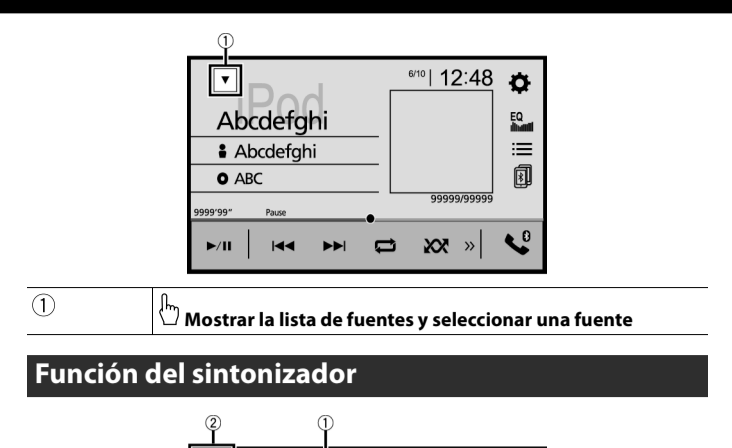 ①
▼
6/10 | 12:48
iPod
Abcdefghi
EQ
Abcdefghi
ABC
99999/99999
9999'99"
Pause
►/II
»
① Mostrar la lista de fuentes y seleccionar una fuente
Función del sintonizador
② ①